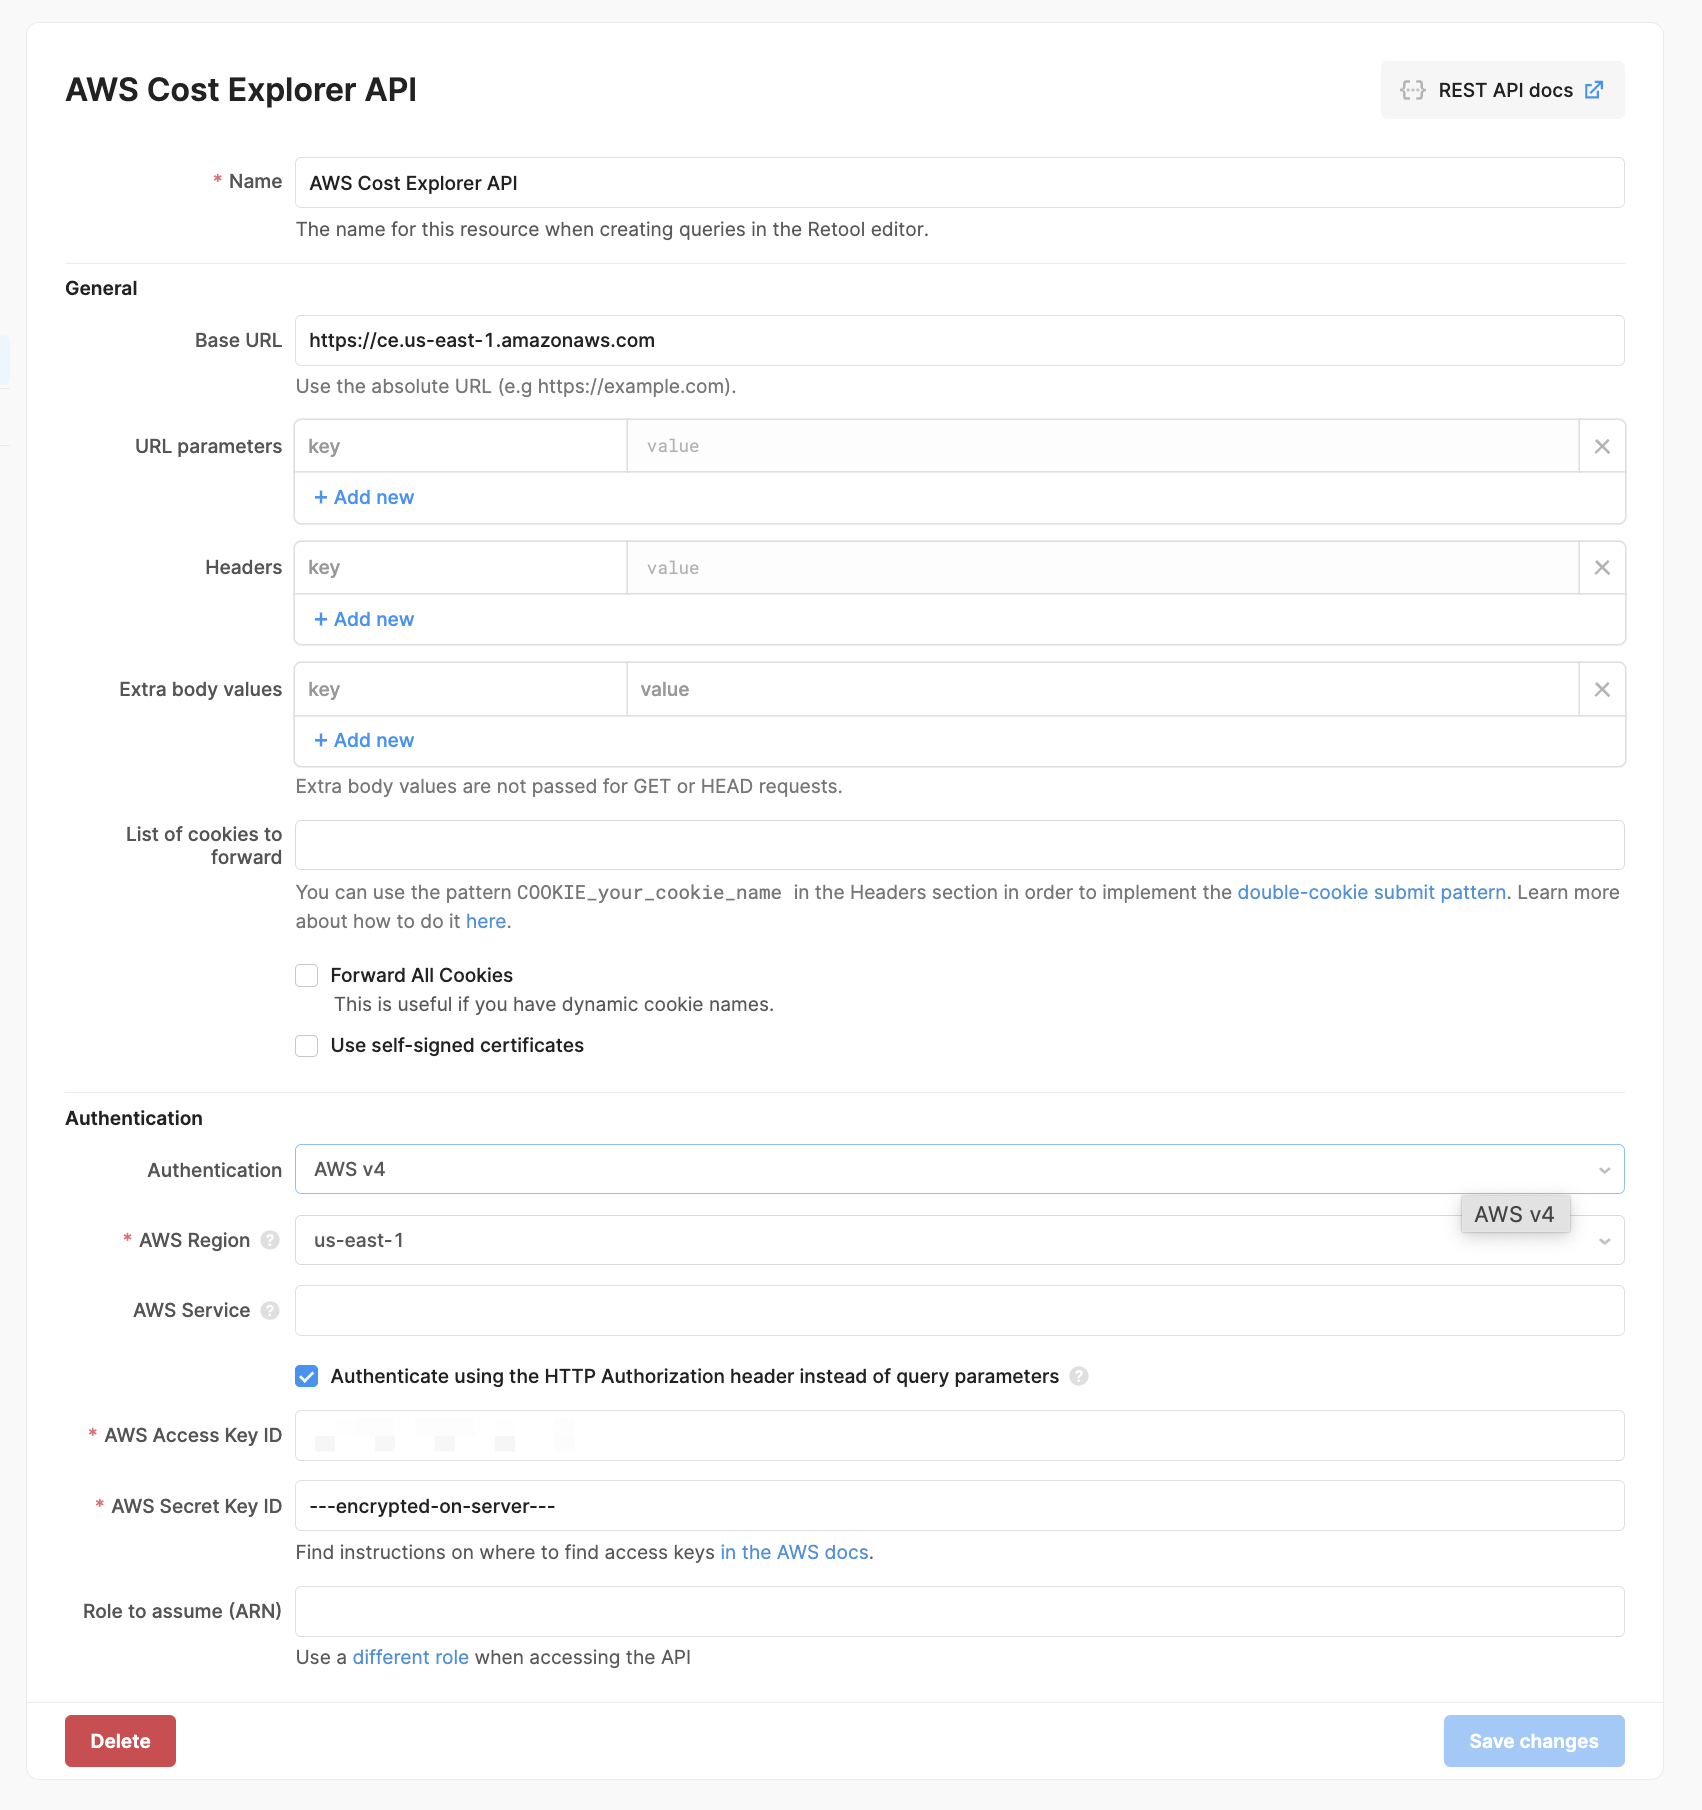 AWS Cost Explorer API
REST API docs
* Name
AWS Cost Explorer API
The name for this resource when creating queries in the Retool editor.
General
Base URL
https://ce.us-east-1.amazonaws.com
Use the absolute URL (e.g https://example.com).
URL parameters
key
value
+ Add new
Headers
key
value
+ Add new
Extra body values
key
value
+ Add new
Extra body values are not passed for GET or HEAD requests.
List of cookies to
forward
You can use the pattern COOKIE_your_cookie_name in the Headers section in order to implement the double-cookie submit pattern. Learn more
about how to do it here.
Forward All Cookies
This is useful if you have dynamic cookie names.
Use self-signed certificates
Authentication
Authentication
AWS v4
AWS v4
* AWS Region ?
us-east-1
AWS Service ?
Authenticate using the HTTP Authorization header instead of query parameters ?
* AWS Access Key ID
* AWS Secret Key ID
---encrypted-on-server---
Find instructions on where to find access keys in the AWS docs.
Role to assume (ARN)
Use a different role when accessing the API
Delete
Save changes